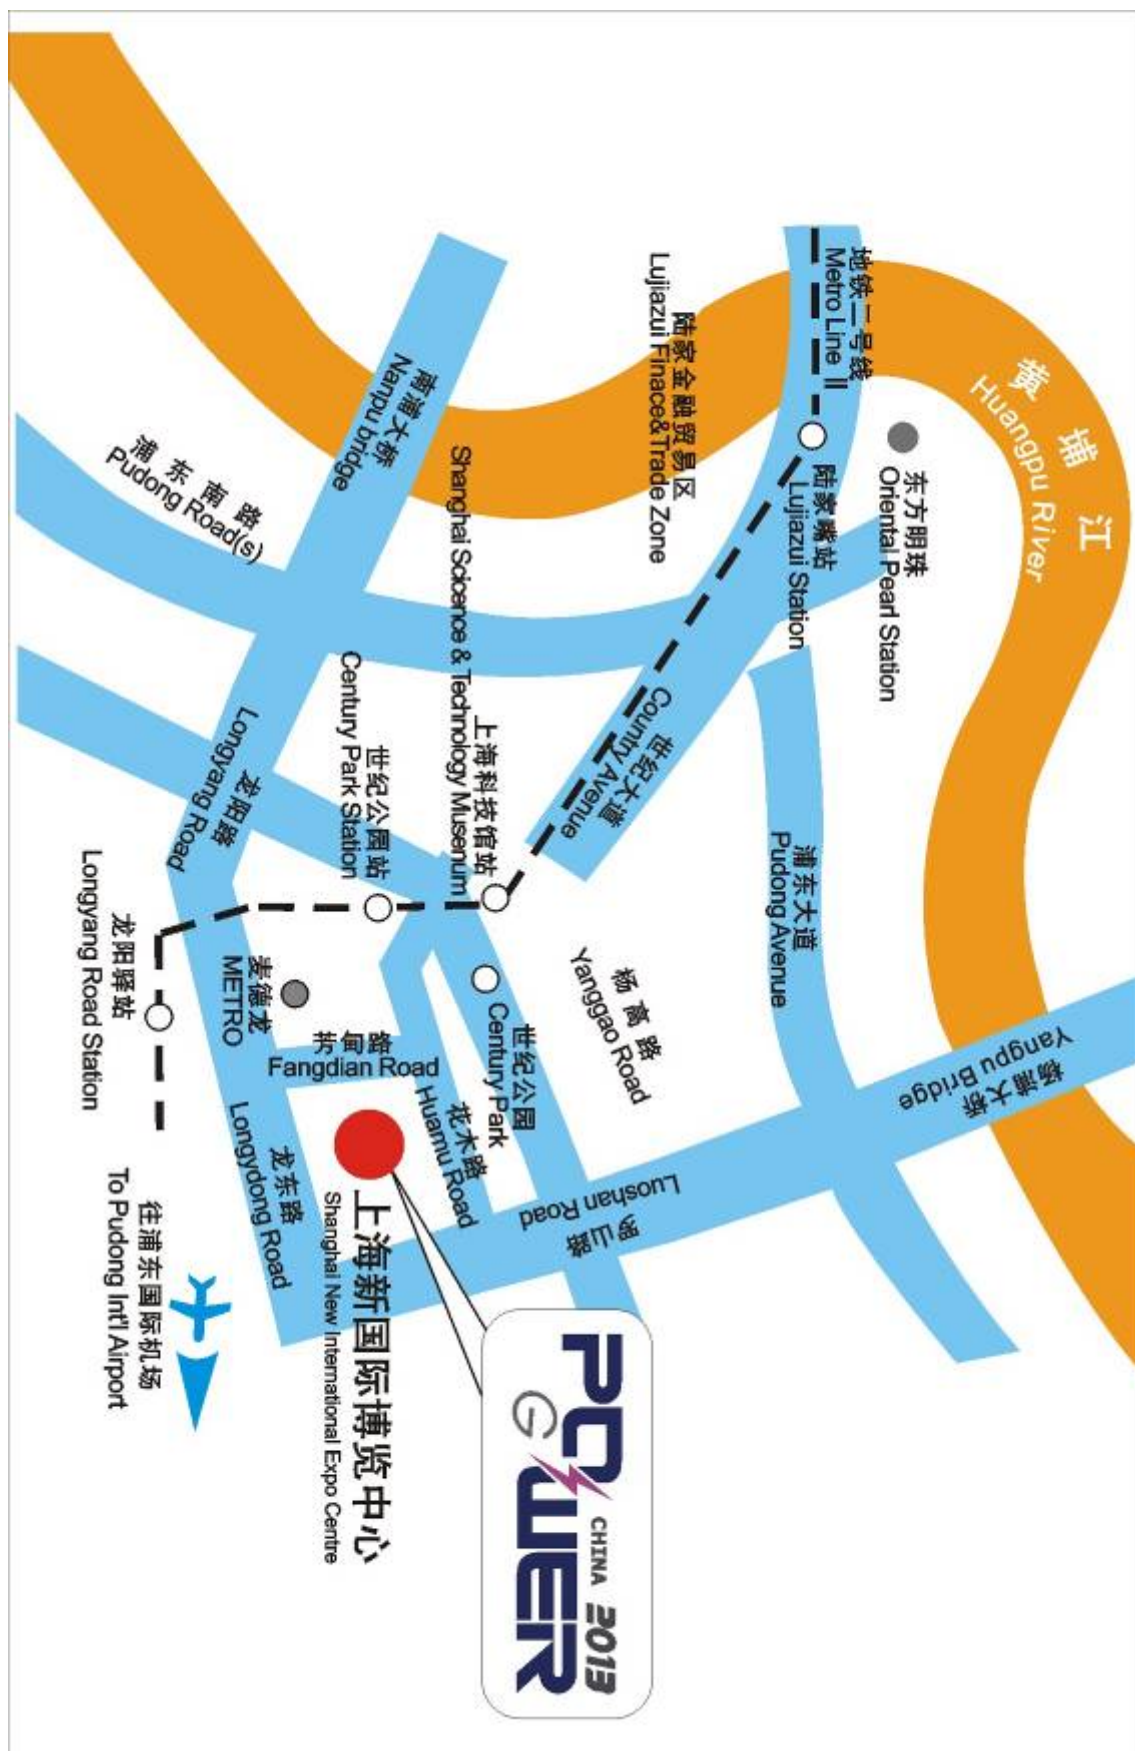 黄埔江
Huangpu River
地铁二号线
Metro Line II
东方明珠
Oriental Pearl Station
陆家嘴站
Lujiazui Station
陆家金融贸易区
Lujiazui Finace&Trade Zone
南浦大桥
Nanpu bridge
浦东南路
Pudong Road(s)
世纪大道
Country Avenue
浦东大道
Pudong Avenue
杨浦大桥
Yangpu Bridge
上海科技馆站
Shanghai Scicence & Technology Musenum
世纪公园站
Century Park Station
龙阳路
Longyang Road
杨高路
Yanggao Road
世纪公园
Century Park
龙阳驿站
Longyang Road Station
麦德龙
METRO
Fangdian Road
花木路
Huamu Road
罗山路
Luoshan Road
龙东路
Longydong Road
上海新国际博览中心
Shanghai New International Expo Centre
往浦东国际机场
To Pudong Int'l Airport
POWER
G
CHINA 2013